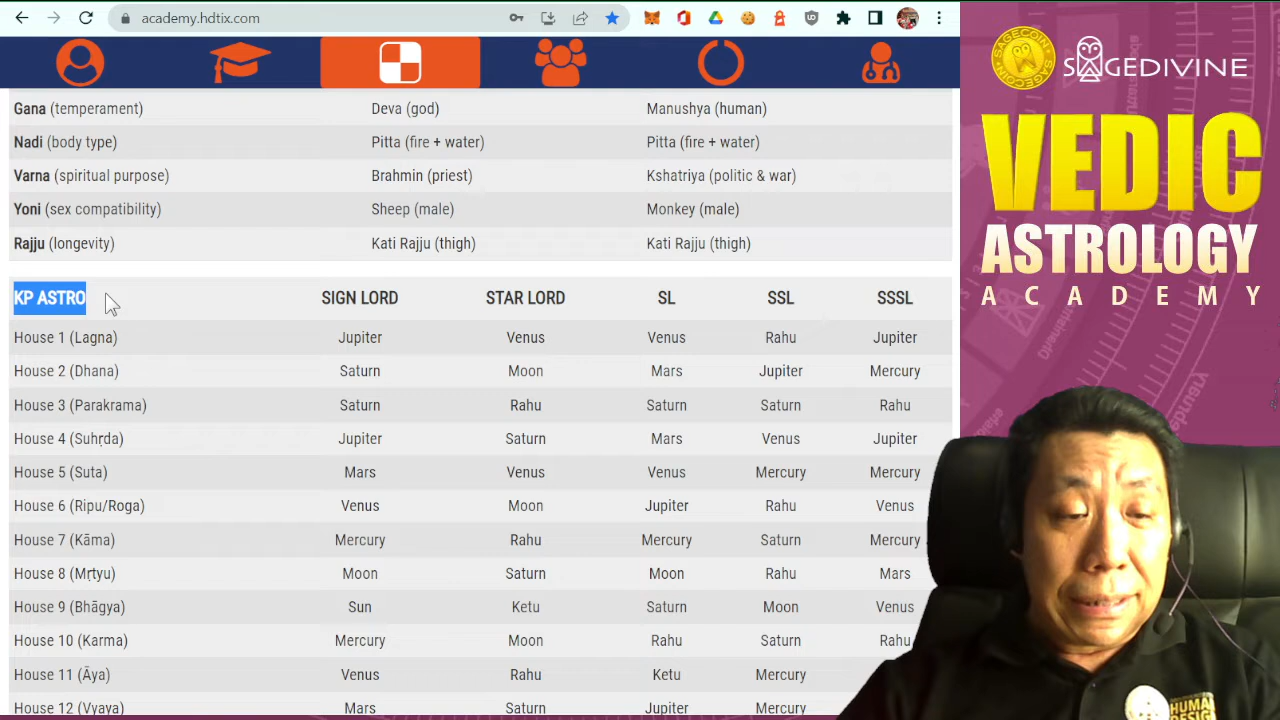 academy.hdtix.com
Gana (temperament) Deva (god) Manushya (human)
Nadi (body type) Pitta (fire + water) Pitta (fire + water)
Varna (spiritual purpose) Brahmin (priest) Kshatriya (politic & war)
Yoni (sex compatibility) Sheep (male) Monkey (male)
Rajju (longevity) Kati Rajju (thigh) Kati Rajju (thigh)
KP ASTRO SIGN LORD STAR LORD SL SSL SSSL
House 1 (Lagna) Jupiter Venus Venus Rahu Jupiter
House 2 (Dhana) Saturn Moon Mars Jupiter Mercury
House 3 (Parakrama) Saturn Rahu Saturn Saturn Rahu
House 4 (Suhṛda) Jupiter Saturn Mars Venus Jupiter
House 5 (Suta) Mars Venus Venus Mercury Mercury
House 6 (Ripu/Roga) Venus Moon Jupiter Rahu Venus
House 7 (Kāma) Mercury Rahu Mercury Saturn Mercury
House 8 (Mṛtyu) Moon Saturn Moon Rahu Mars
House 9 (Bhāgya) Sun Ketu Saturn Moon Venus
House 10 (Karma) Mercury Moon Rahu Saturn Rahu
House 11 (Āya) Venus Rahu Ketu Mercury
House 12 (Vyaya) Mars Saturn Jupiter Mercury
SAGECOIN
SAGEDIVINE
VEDIC
ASTROLOGY
ACADEMY
HUMAN